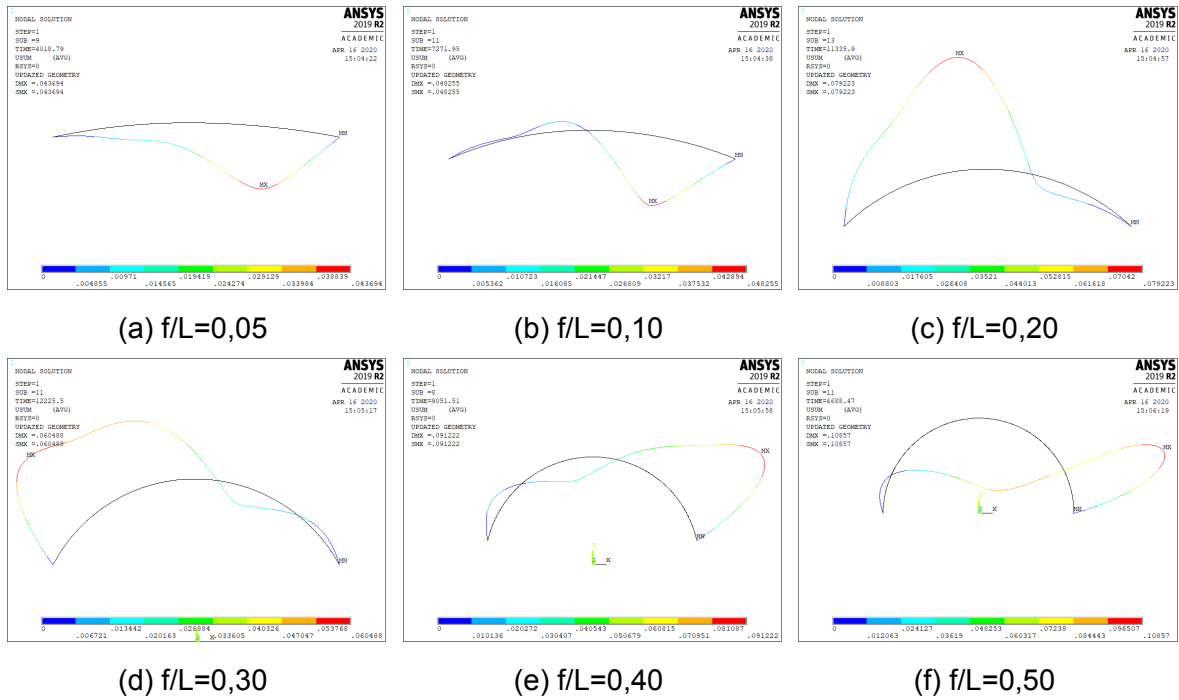 1
NODAL SOLUTION
STEP=1
SUB =9
TIME=4018.79
USUM (AVG)
RSYS=0
UPDATED GEOMETRY
DMX =.043694
SMX =.043694
ANSYS
2019 R2
ACADEMIC
APR 16 2020
15:04:22
MN
MX
0 .00971 .019419 .029129 .038839
.004855 .014565 .024274 .033984 .043694
(a) f/L=0,05
1
NODAL SOLUTION
STEP=1
SUB =11
TIME=7271.95
USUM (AVG)
RSYS=0
UPDATED GEOMETRY
DMX =.048255
SMX =.048255
ANSYS
2019 R2
ACADEMIC
APR 16 2020
15:04:38
MN
MX
0 .010723 .021447 .03217 .042894
.005362 .016085 .026809 .037532 .048255
(b) f/L=0,10
1
NODAL SOLUTION
STEP=1
SUB =13
TIME=11335.9
USUM (AVG)
RSYS=0
UPDATED GEOMETRY
DMX =.079223
SMX =.079223
ANSYS
2019 R2
ACADEMIC
APR 16 2020
15:04:57
MX
MN
0 .017605 .03521 .052815 .07042
.008803 .026408 .044013 .061618 .079223
(c) f/L=0,20
1
NODAL SOLUTION
STEP=1
SUB =11
TIME=12225.5
USUM (AVG)
RSYS=0
UPDATED GEOMETRY
DMX =.060488
SMX =.060488
ANSYS
2019 R2
ACADEMIC
APR 16 2020
15:05:17
MX
MN
0 .013442 .026884 .040326 .053768
.006721 .020163 .033605 .047047 .060488
X
(d) f/L=0,30
1
NODAL SOLUTION
STEP=1
SUB =8
TIME=9051.51
USUM (AVG)
RSYS=0
UPDATED GEOMETRY
DMX =.091222
SMX =.091222
ANSYS
2019 R2
ACADEMIC
APR 16 2020
15:05:58
MX
MN
Y
Z X
0 .020272 .040543 .060815 .081087
.010136 .030407 .050679 .070951 .091222
(e) f/L=0,40
1
NODAL SOLUTION
STEP=1
SUB =11
TIME=6688.47
USUM (AVG)
RSYS=0
UPDATED GEOMETRY
DMX =.10857
SMX =.10857
ANSYS
2019 R2
ACADEMIC
APR 16 2020
15:06:19
MX
Y
Z X
MN
0 .024127 .048253 .07238 .096507
.012063 .03619 .060317 .084443 .10857
(f) f/L=0,50